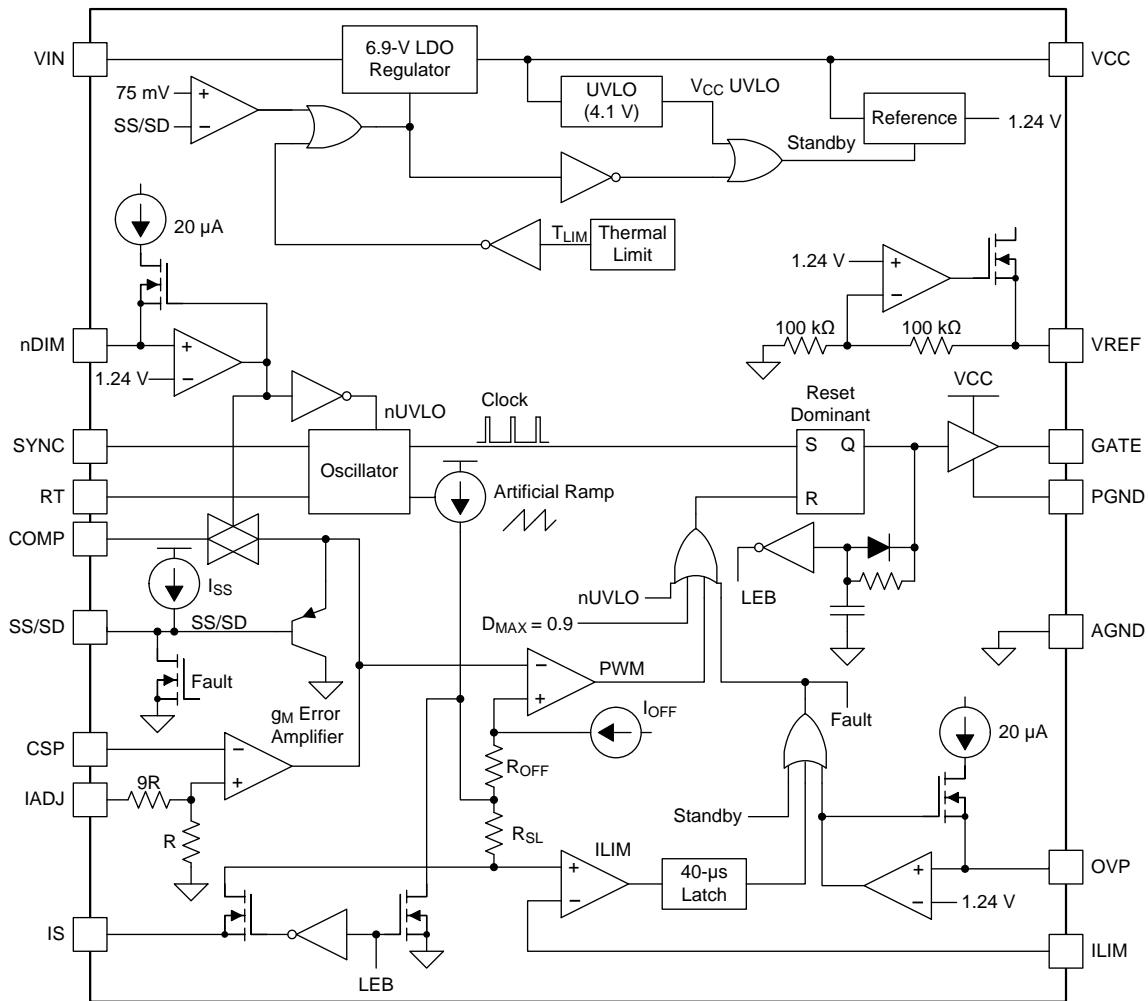 VIN
6.9-V LDO
Regulator
VCC
75 mV
+
SS/SD
−
UVLO
(4.1 V)
VCC UVLO
Reference
1.24 V
Standby
20 µA
TLIM
Thermal
Limit
1.24 V
+
−
100 kΩ
100 kΩ
nDIM
+
1.24 V
−
VREF
VCC
Reset
Dominant
nUVLO
Clock
SYNC
Oscillator
S
Q
R
GATE
RT
Artificial Ramp
PGND
COMP
ISS
LEB
nUVLO
SS/SD
SS/SD
DMAX = 0.9
AGND
Fault
−
PWM
+
gM Error
Amplifier
IOFF
Fault
20 µA
CSP
−
+
ROFF
IADJ
9R
R
Standby
RSL
ILIM
+
−
40-µs
Latch
+
OVP
−
1.24 V
IS
LEB
ILIM